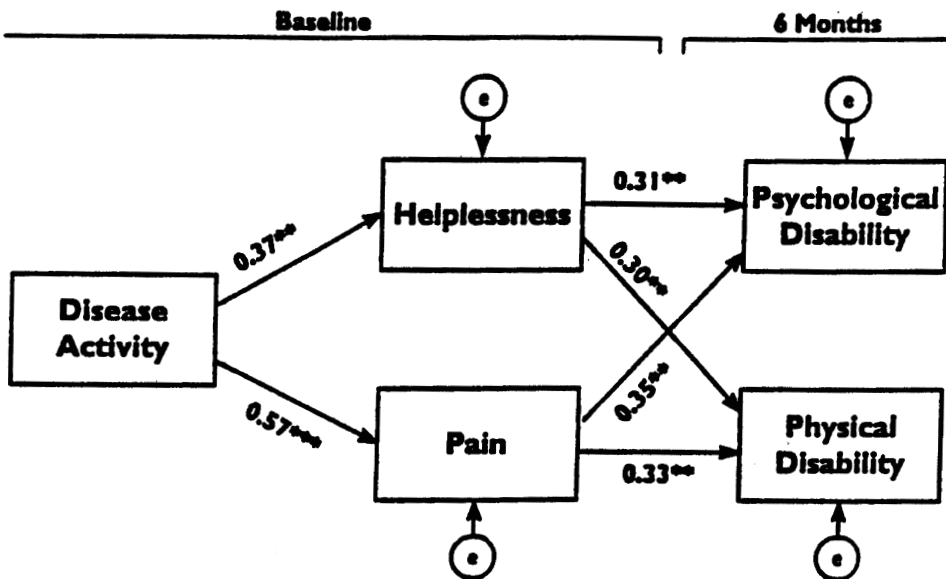 Baseline
6 Months
e
e
Helplessness
0.31**
Psychological
Disability
0.37**
0.30**
Disease
Activity
0.57***
0.35**
Pain
0.33**
Physical
Disability
e
e